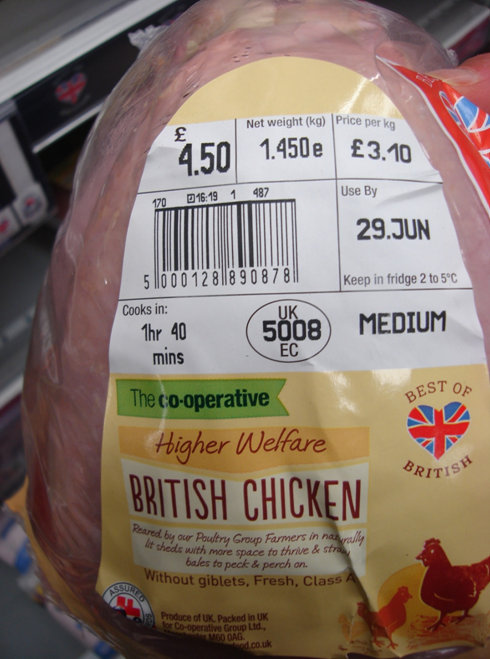 £
4.50
Net weight (kg)
1.450e
Price per kg
£3.10
170 16:19 1 487
5 000128 890878
Use By
29.JUN
Keep in fridge 2 to 5°C
Cooks in:
1hr 40
mins
UK
5008
EC
MEDIUM
The co-operative
BEST OF
BRITISH
Higher Welfare
BRITISH CHICKEN
Reared by our Poultry Group Farmers in naturally
lit sheds with more space to thrive & straw
bales to peck & perch on.
Without giblets, Fresh, Class A
ASSURED
Produce of UK, Packed in UK
for Co-operative Group Ltd.,
M60 0AG.